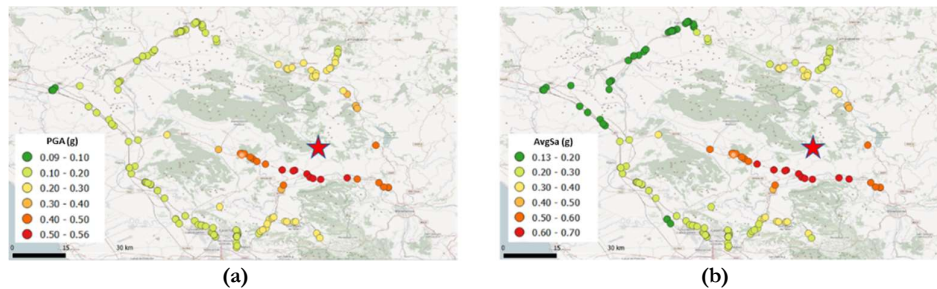 PGA (g)
0.09 - 0.10
0.10 - 0.20
0.20 - 0.30
0.30 - 0.40
0.40 - 0.50
0.50 - 0.56
0 15 30 km
(a)
AvgSa (g)
0.13 - 0.20
0.20 - 0.30
0.30 - 0.40
0.40 - 0.50
0.50 - 0.60
0.60 - 0.70
0 15 30 km
(b)